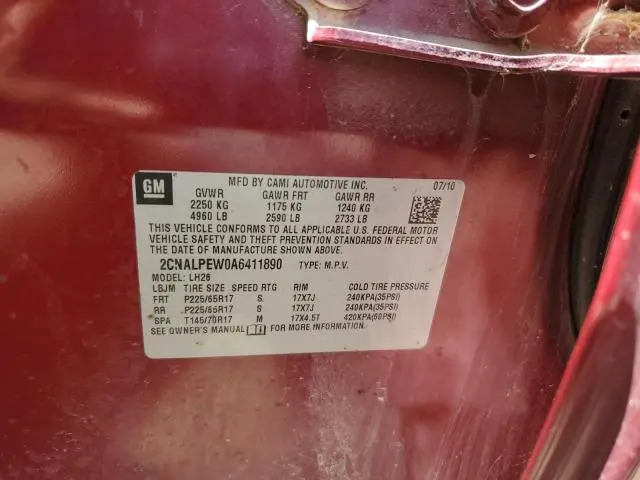 GM MFD BY CAMI AUTOMOTIVE INC. 07/10
GVWR GAWR FRT GAWR RR
2250 KG 1175 KG 1240 KG
4960 LB 2590 LB 2733 LB
THIS VEHICLE CONFORMS TO ALL APPLICABLE U.S. FEDERAL MOTOR
VEHICLE SAFETY AND THEFT PREVENTION STANDARDS IN EFFECT ON
THE DATE OF MANUFACTURE SHOWN ABOVE.
2CNALPEW0A6411890 TYPE: M.P.V.
MODEL: LH26
LBJM TIRE SIZE SPEED RTG RIM COLD TIRE PRESSURE
FRT P225/65R17 S 17X7J 240KPA(35PSI)
RR P225/65R17 S 17X7J 240KPA(35PSI)
SPA T145/70R17 M 17X4.5T 420KPA(60PSI)
SEE OWNER'S MANUAL FOR MORE INFORMATION.